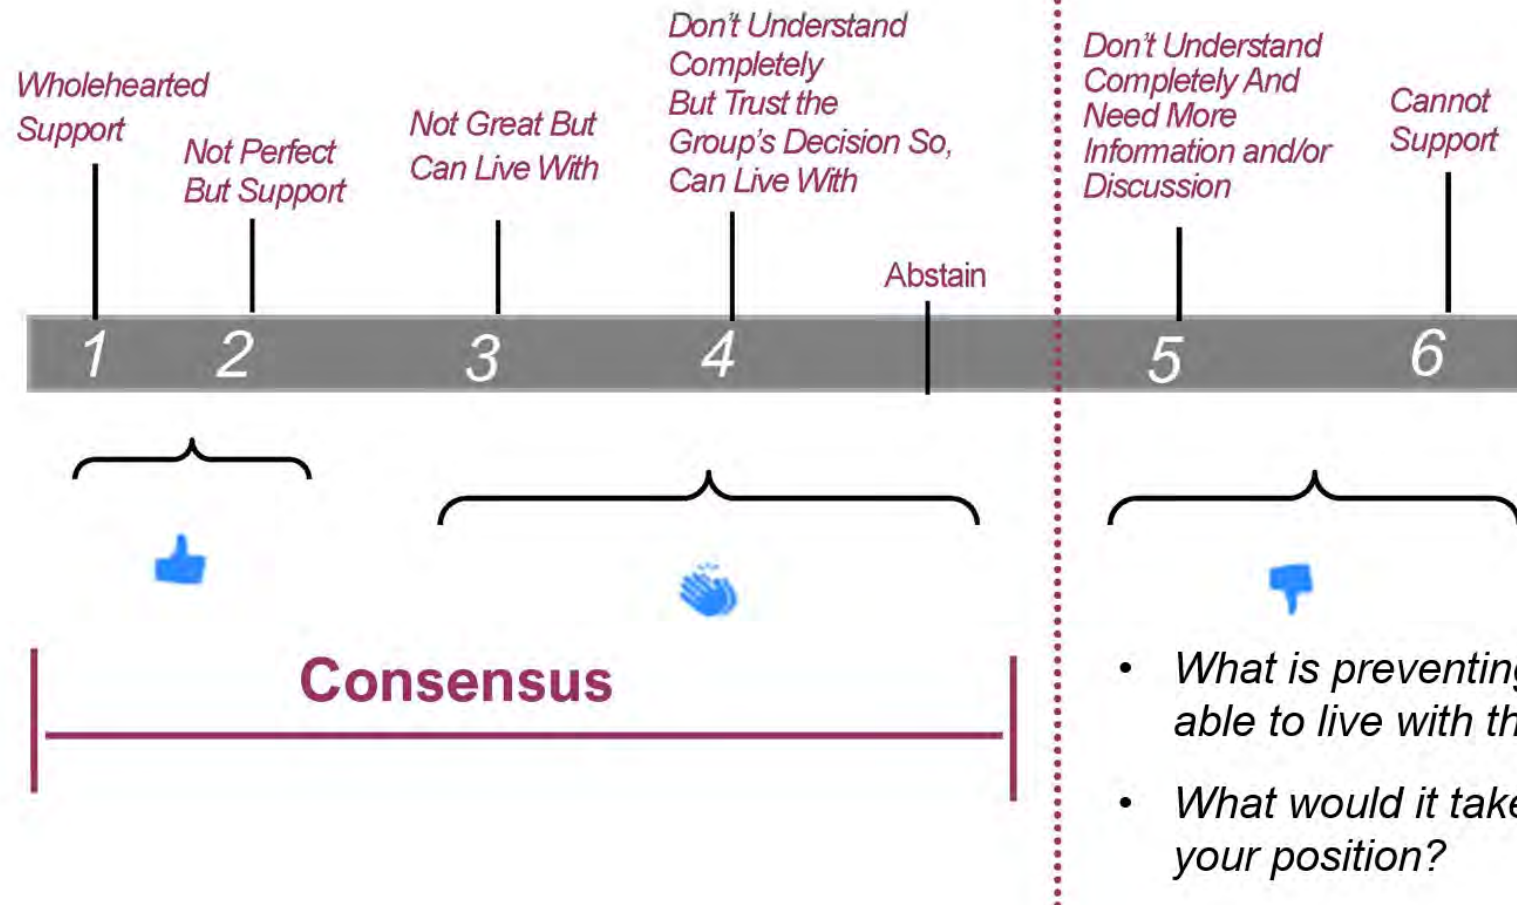 Wholehearted
Support
Not Perfect
But Support
Not Great But
Can Live With
Don't Understand
Completely
But Trust the
Group's Decision So,
Can Live With
Abstain
Don't Understand
Completely And
Need More
Information and/or
Discussion
Cannot
Support
1 2 3 4 5 6
Consensus
• What is preventing
able to live with th
• What would it take
your position?